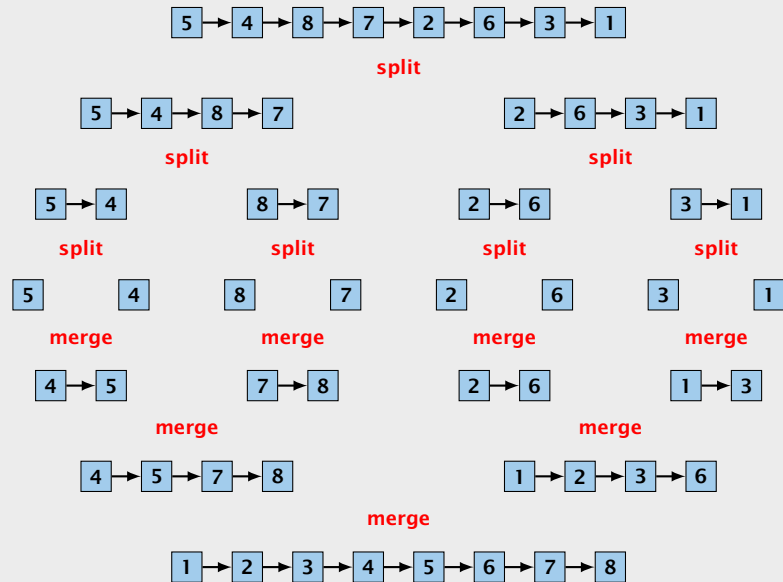 5 4 8 7 2 6 3 1
split
5 4 8 7 2 6 3 1
split split
5 4 8 7 2 6 3 1
split split split split
5 4 8 7 2 6 3 1
merge merge merge merge
4 5 7 8 2 6 1 3
merge merge
4 5 7 8 1 2 3 6
merge
1 2 3 4 5 6 7 8